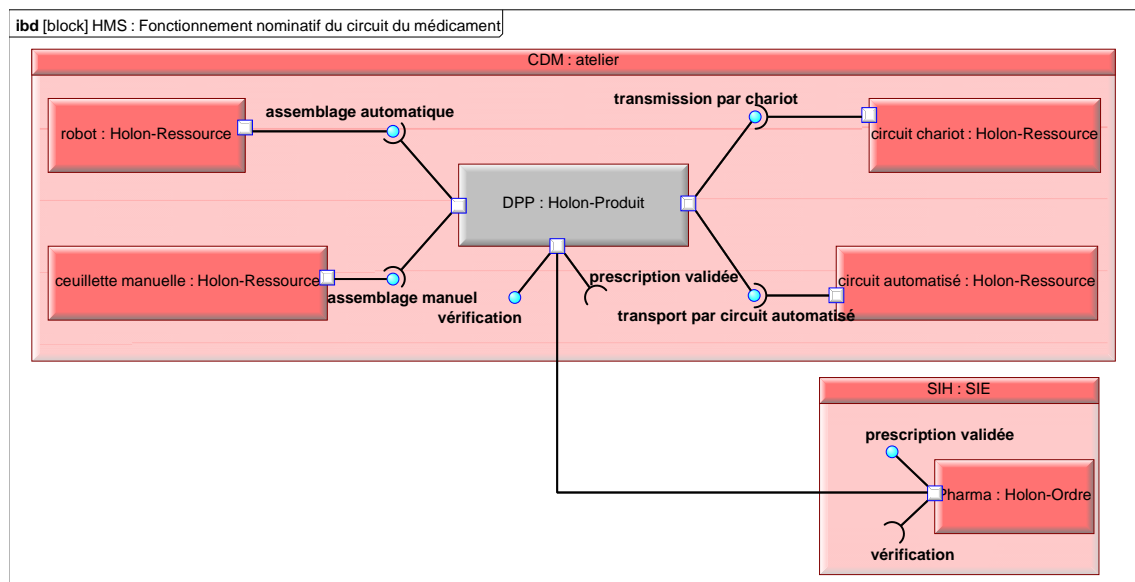 ibd [block] HMS : Fonctionnement nominatif du circuit du médicament
CDM : atelier
assemblage automatique
transmission par chariot
robot : Holon-Ressource
circuit chariot : Holon-Ressource
DPP : Holon-Produit
ceuillette manuelle : Holon-Ressource
prescription validée
circuit automatisé : Holon-Ressource
assemblage manuel
vérification
transport par circuit automatisé
SIH : SIE
prescription validée
Pharma : Holon-Ordre
vérification